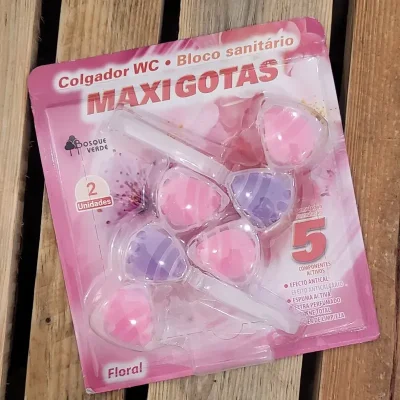 Colgador WC • Bloco sanitário
MAXIGOTAS
BOSQUE
VERDE
2
Unidades
5
COMPONENTES
ACTIVOS
• EFECTO ANTICAL
• ESPUMA ACTIVA
Floral